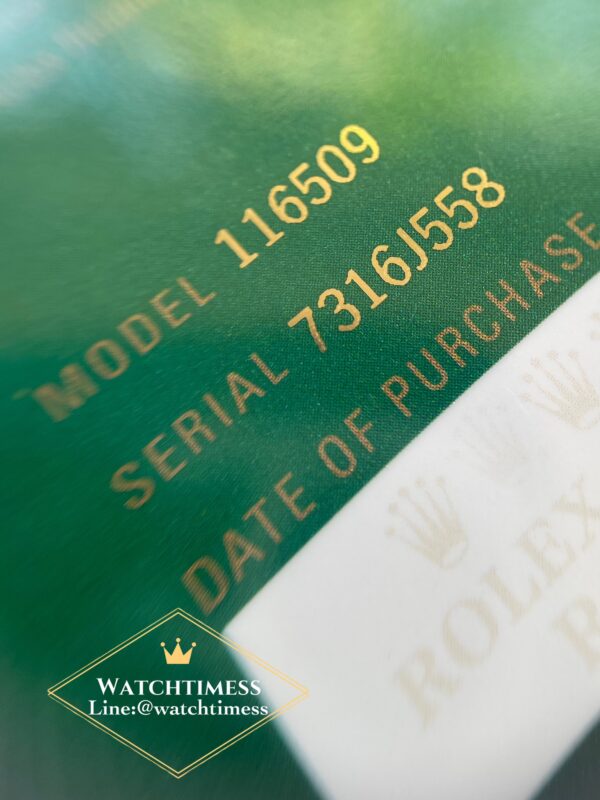 MODEL 116509
SERIAL 7316J558
DATE OF PURCHASE
ROLEX
WATCHTIMESS
Line:@watchtimess